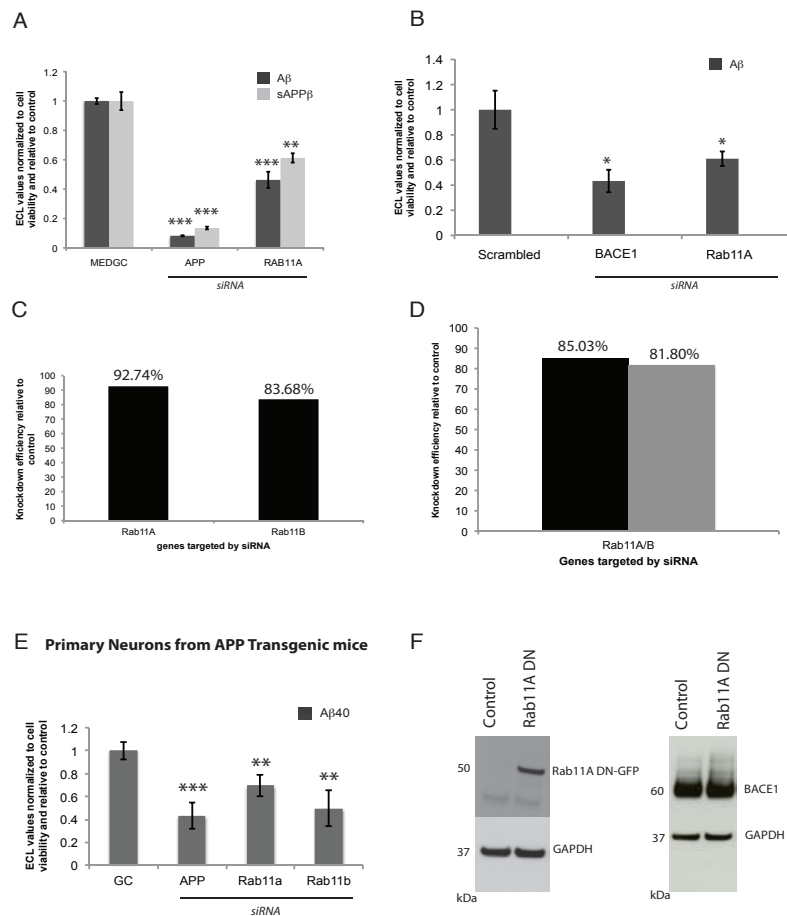 A
ECL values normalized to cell
viability and relative to control
1.2
1
0.8
0.6
0.4
0.2
0
Aβ
sAPPβ
***
***
***
**
MEDGC
APP
RAB11A
siRNA
B
ECL values normalized to cell
viability and relative to control
1.4
1.2
1
0.8
0.6
0.4
0.2
0
Aβ
*
*
Scrambled
BACE1
Rab11A
siRNA
C
Knockdown efficiency relative to
control
100
90
80
70
60
50
40
30
20
10
0
92.74%
83.68%
Rab11A
Rab11B
genes targeted by siRNA
D
Knockdown efficiency relative to control
100
90
80
70
60
50
40
30
20
10
0
85.03%
81.80%
Rab11A/B
Genes targeted by siRNA
E
Primary Neurons from APP Transgenic mice
ECL values normalized to cell
viability and relative to control
1.2
1
0.8
0.6
0.4
0.2
0
Aβ40
***
**
**
GC
APP
Rab11a
Rab11b
siRNA
F
Control
Rab11A DN
50
Rab11A DN-GFP
37
GAPDH
kDa
Control
Rab11A DN
60
BACE1
37
GAPDH
kDa